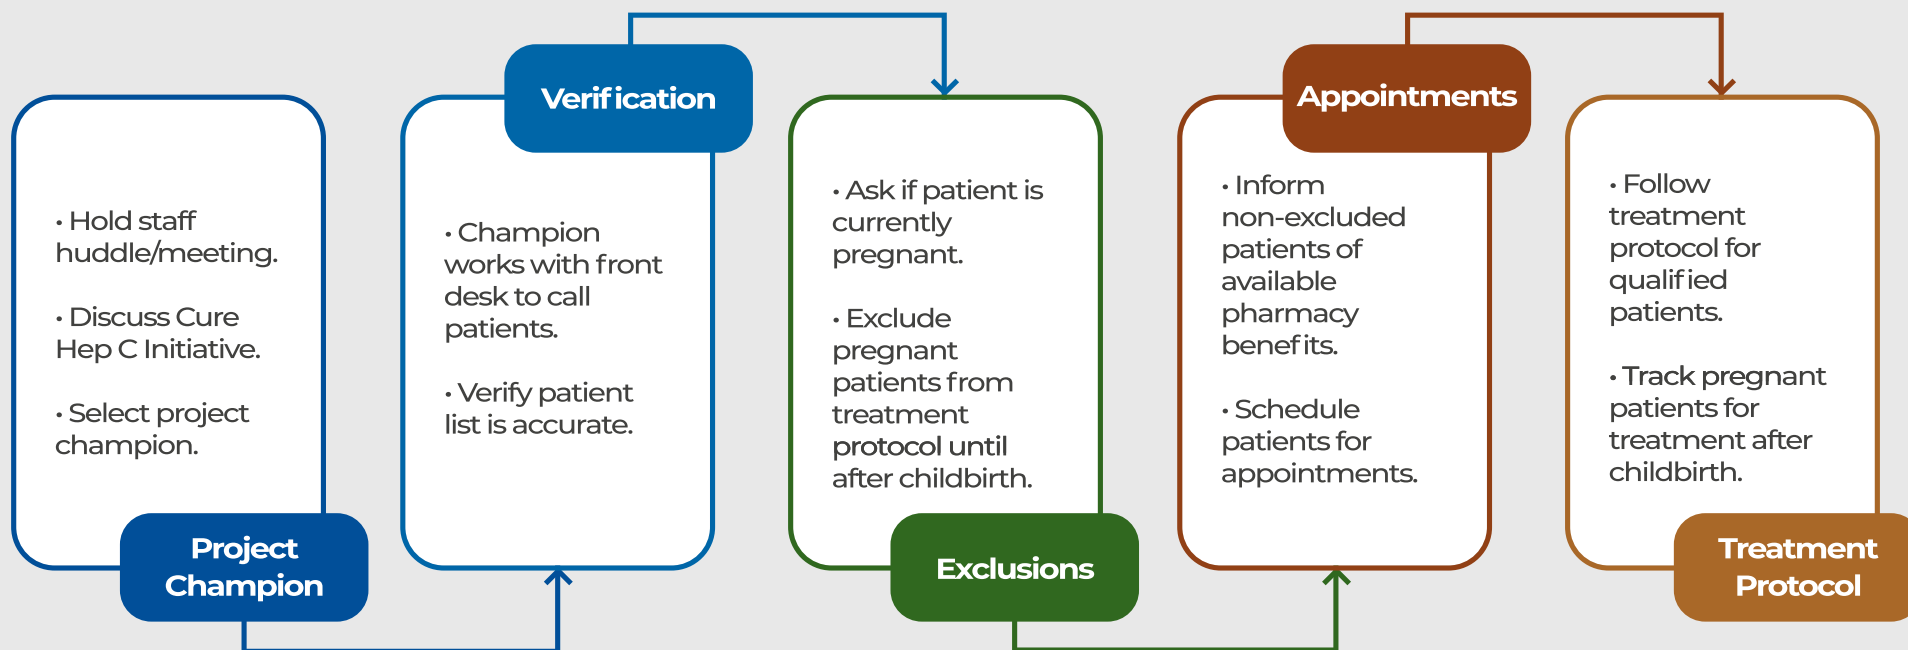 • Hold staff
huddle/meeting.
• Discuss Cure
Hep C Initiative.
• Select project
champion.
Project
Champion
Verification
• Champion
works with front
desk to call
patients.
• Verify patient
list is accurate.
• Ask if patient is
currently
pregnant.
• Exclude
pregnant
patients from
treatment
protocol until
after childbirth.
Exclusions
Appointments
• Inform
non-excluded
patients of
available
pharmacy
benefits.
• Schedule
patients for
appointments.
• Follow
treatment
protocol for
qualified
patients.
• Track pregnant
patients for
treatment after
childbirth.
Treatment
Protocol